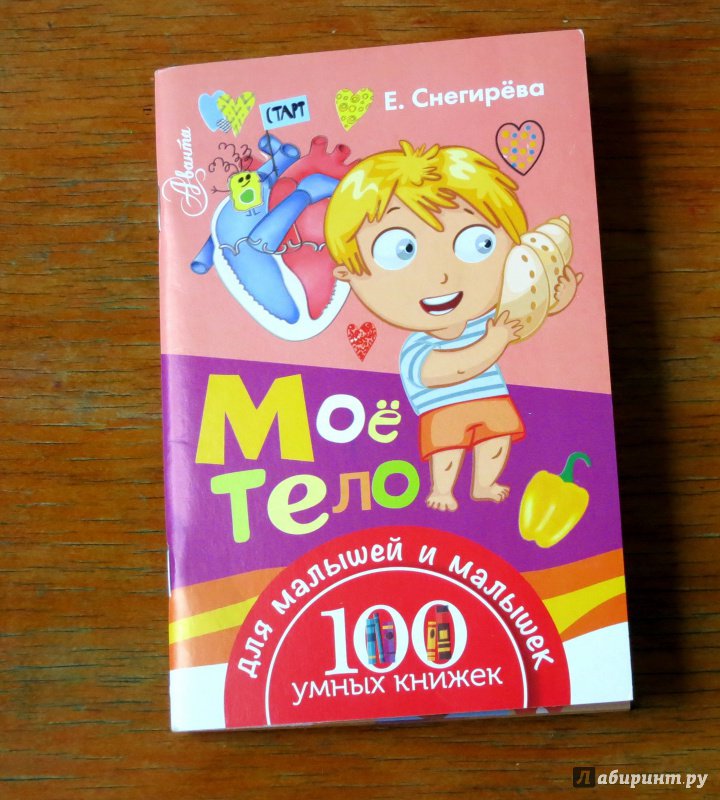 СТАРТ
Е. Снегирёва
Аванта
Моё
тело
для малышей и малышек
100
умных книжек
Лабиринт.ру